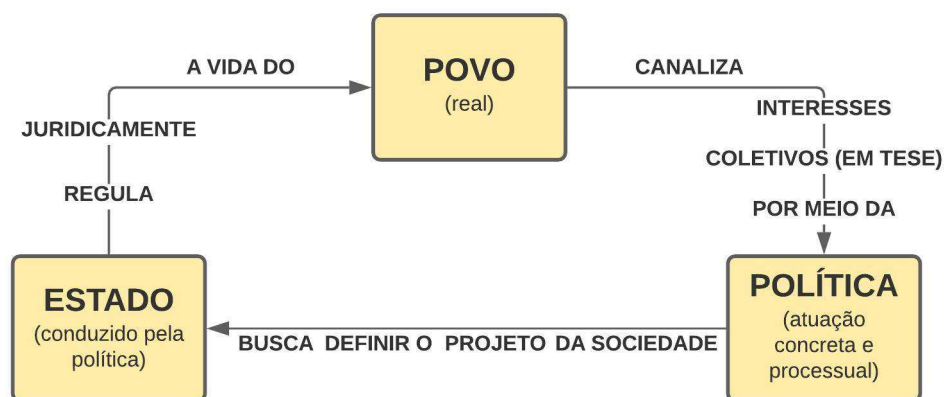 POVO
(real)
CANALIZA
INTERESSES
COLETIVOS (EM TESE)
POR MEIO DA
POLÍTICA
(atuação
concreta e
processual)
BUSCA DEFINIR O PROJETO DA SOCIEDADE
ESTADO
(conduzido pela
política)
REGULA
JURIDICAMENTE
A VIDA DO